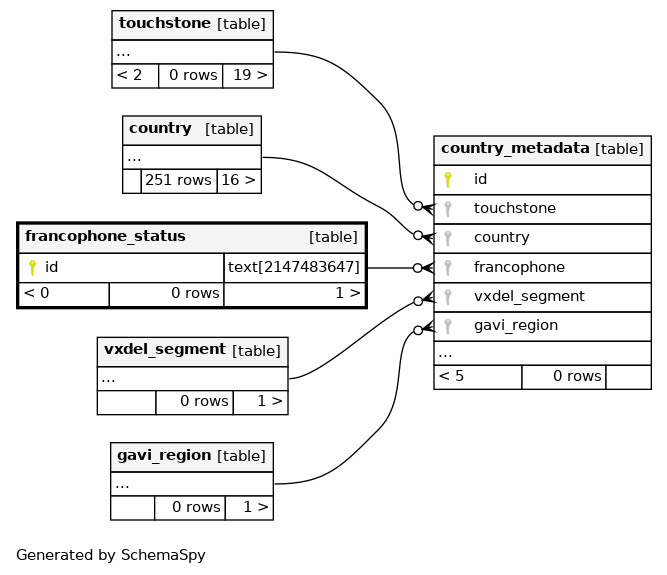 touchstone [table]
...
< 2 0 rows 19 >
country [table]
...
251 rows 16 >
francophone_status [table]
id text[2147483647]
< 0 0 rows 1 >
vxdel_segment [table]
...
0 rows 1 >
gavi_region [table]
...
0 rows 1 >
country_metadata [table]
id
touchstone
country
francophone
vxdel_segment
gavi_region
...
< 5 0 rows
Generated by SchemaSpy